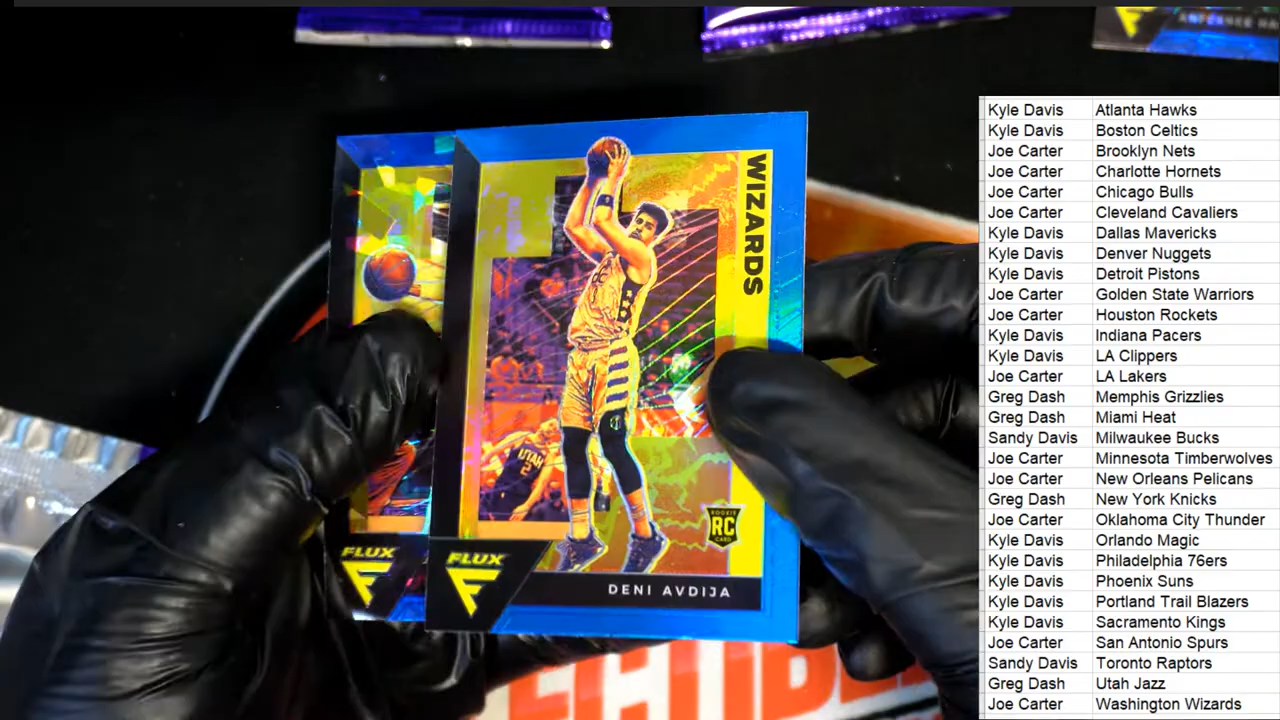 WIZARDS
UTAH
2
ROOKIE
RC
CARD
FLUX
FLUX
DENI AVDIJA
Kyle Davis Atlanta Hawks
Kyle Davis Boston Celtics
Joe Carter Brooklyn Nets
Joe Carter Charlotte Hornets
Joe Carter Chicago Bulls
Joe Carter Cleveland Cavaliers
Kyle Davis Dallas Mavericks
Kyle Davis Denver Nuggets
Kyle Davis Detroit Pistons
Joe Carter Golden State Warriors
Joe Carter Houston Rockets
Kyle Davis Indiana Pacers
Kyle Davis LA Clippers
Joe Carter LA Lakers
Greg Dash Memphis Grizzlies
Greg Dash Miami Heat
Sandy Davis Milwaukee Bucks
Joe Carter Minnesota Timberwolves
Joe Carter New Orleans Pelicans
Greg Dash New York Knicks
Joe Carter Oklahoma City Thunder
Kyle Davis Orlando Magic
Kyle Davis Philadelphia 76ers
Kyle Davis Phoenix Suns
Kyle Davis Portland Trail Blazers
Kyle Davis Sacramento Kings
Joe Carter San Antonio Spurs
Sandy Davis Toronto Raptors
Greg Dash Utah Jazz
Joe Carter Washington Wizards